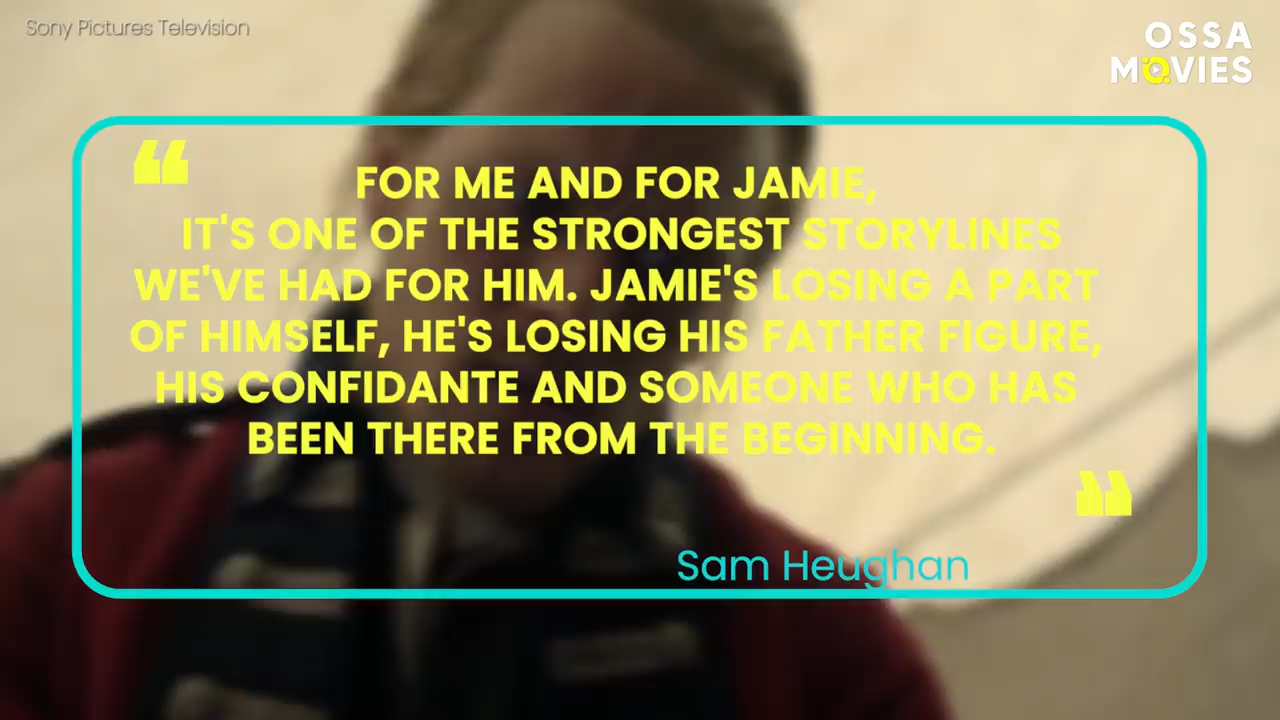 Sony Pictures Television
OSSA
MOVIES
❝
FOR ME AND FOR JAMIE,
IT'S ONE OF THE STRONGEST STORYLINES
WE'VE HAD FOR HIM. JAMIE'S LOSING A PART
OF HIMSELF, HE'S LOSING HIS FATHER FIGURE,
HIS CONFIDANTE AND SOMEONE WHO HAS
BEEN THERE FROM THE BEGINNING.
❞
Sam Heughan